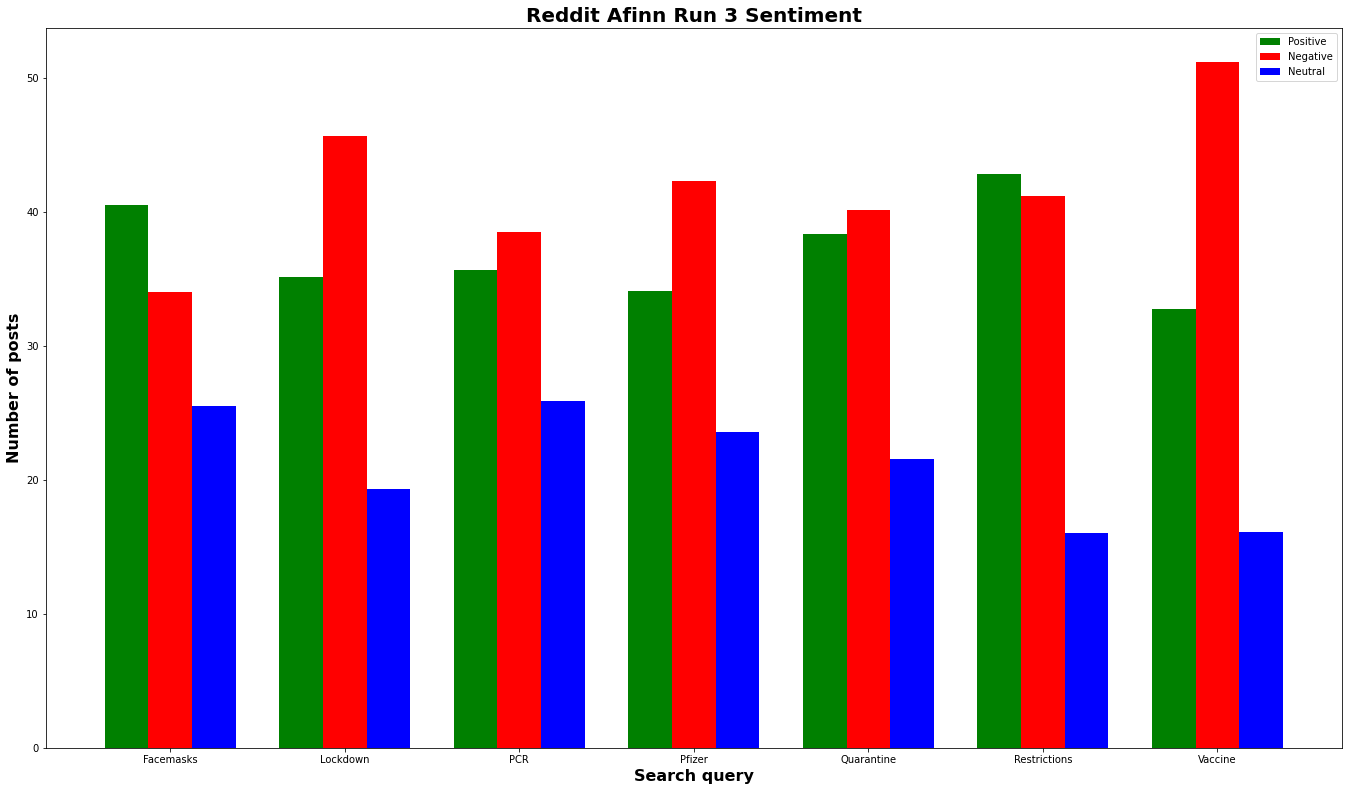 Reddit Afinn Run 3 Sentiment
Positive
Negative
Neutral
Number of posts
50
40
30
20
10
0
Facemasks Lockdown PCR Pfizer Quarantine Restrictions Vaccine
Search query